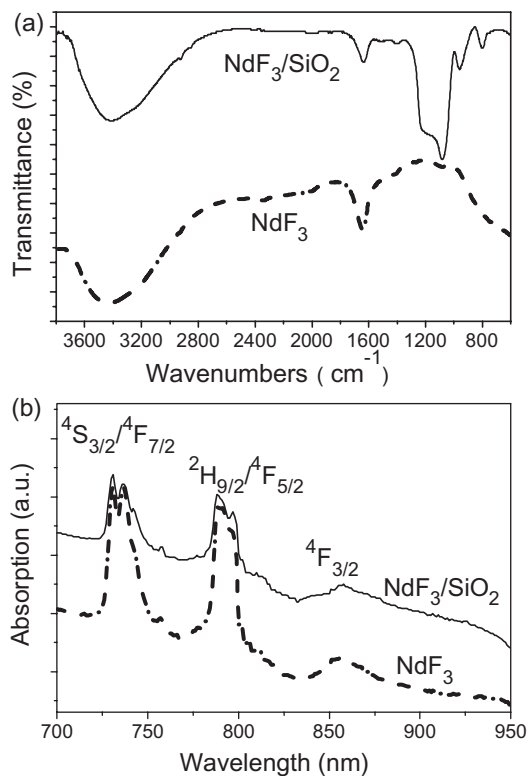 (a)
NdF₃/SiO₂
NdF₃
Transmittance (%)
3600 3200 2800 2400 2000 1600 1200 800
Wavenumbers ( cm⁻¹ )
(b)
⁴S₃/₂/⁴F₇/₂
²H₉/₂/⁴F₅/₂
⁴F₃/₂
NdF₃/SiO₂
NdF₃
Absorption (a.u.)
700 750 800 850 900 950
Wavelength (nm)